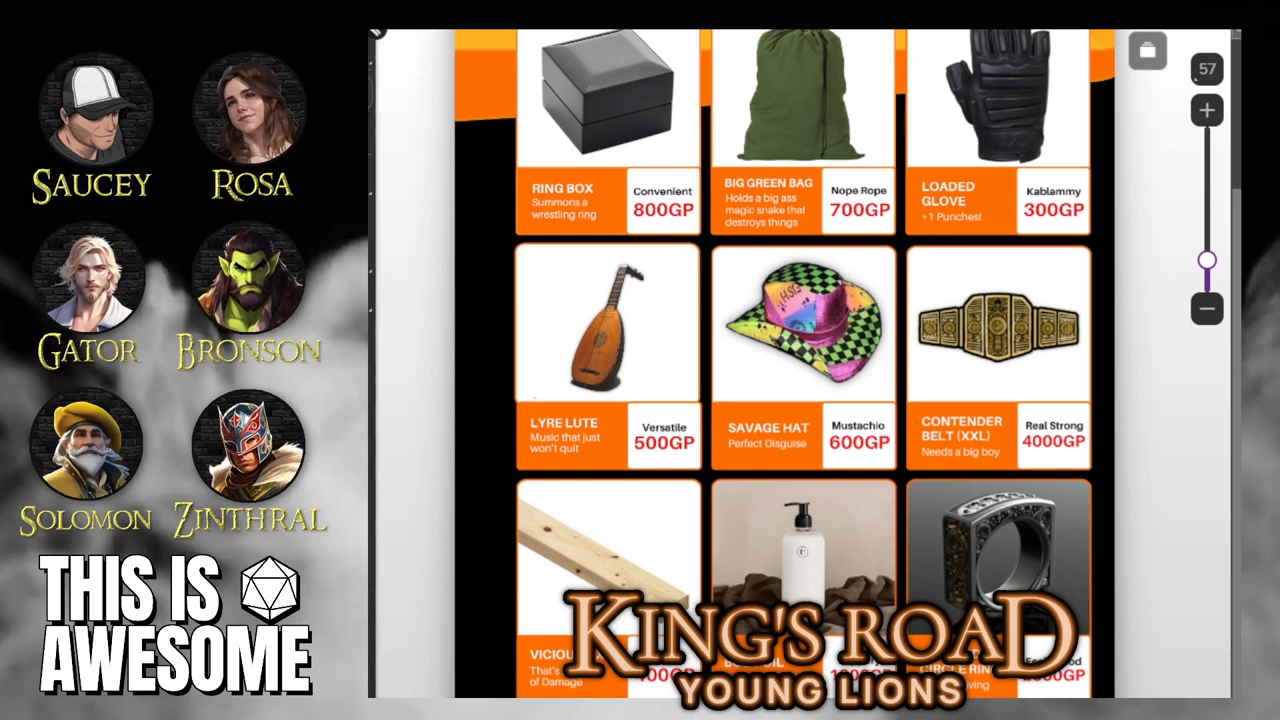 SAUCEY
ROSA
GATOR
BRONSON
SOLOMON
ZINTHRAL
THIS IS
AWESOME
57
RING BOX
Summons a
wrestling ring
Convenient
800GP
BIG GREEN BAG
Holds a big ass
magic snake that
destroys things
Nope Rope
700GP
LOADED
GLOVE
+1 Punches!
Kablammy
300GP
LYRE LUTE
Music that just
won't quit
Versatile
500GP
SAVAGE HAT
Perfect Disguise
Mustachio
600GP
CONTENDER
BELT (XXL)
Needs a big boy
Real Strong
4000GP
That's
of Damage
CIRCLE RING
KING'S ROAD
YOUNG LIONS